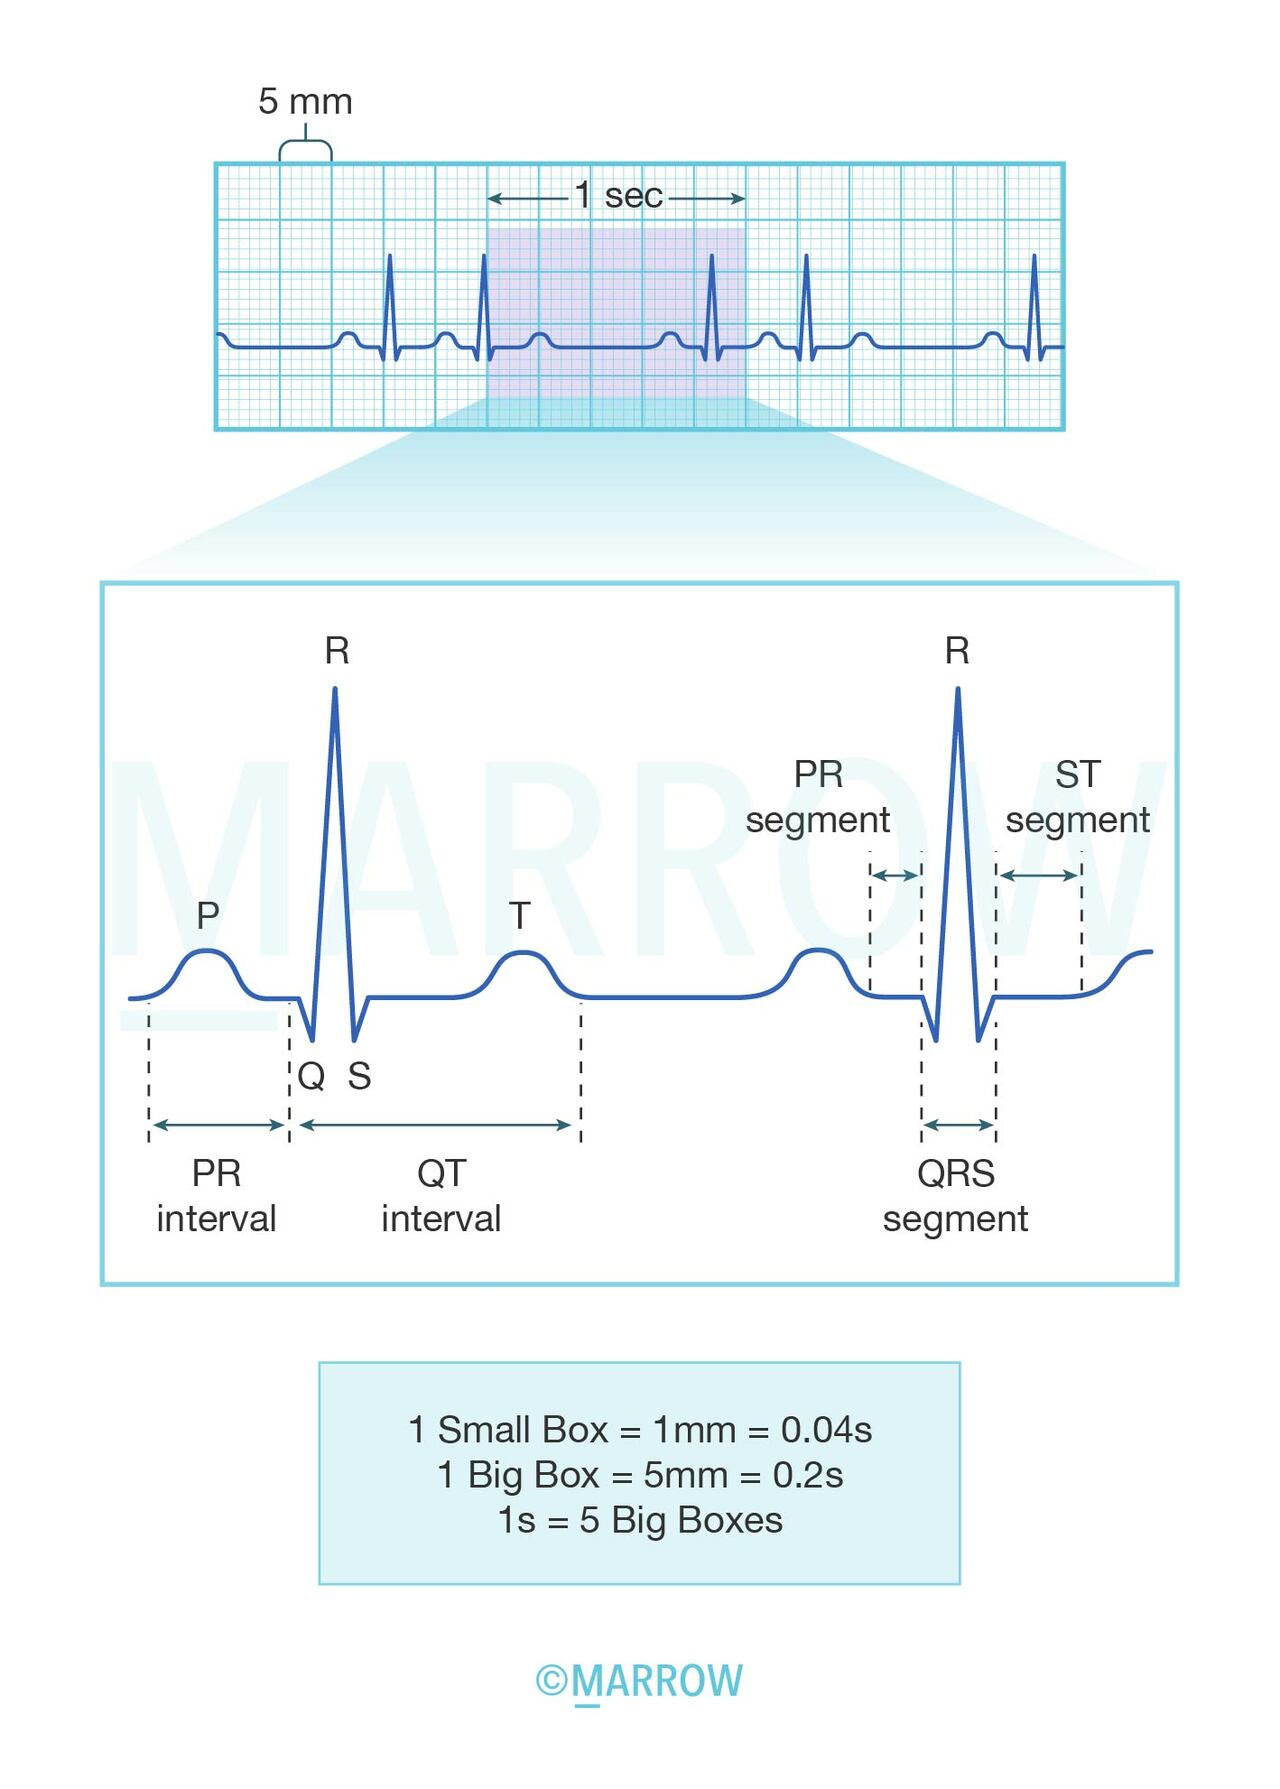 5 mm
1 sec
R
R
PR
segment
ST
segment
MARROW
P
T
Q
S
PR
interval
QT
interval
QRS
segment
1 Small Box = 1mm = 0.04s
1 Big Box = 5mm = 0.2s
1s = 5 Big Boxes
©MARROW